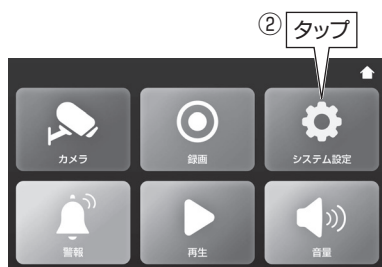 ② タップ
カメラ 録画 システム設定
警報 再生 音量